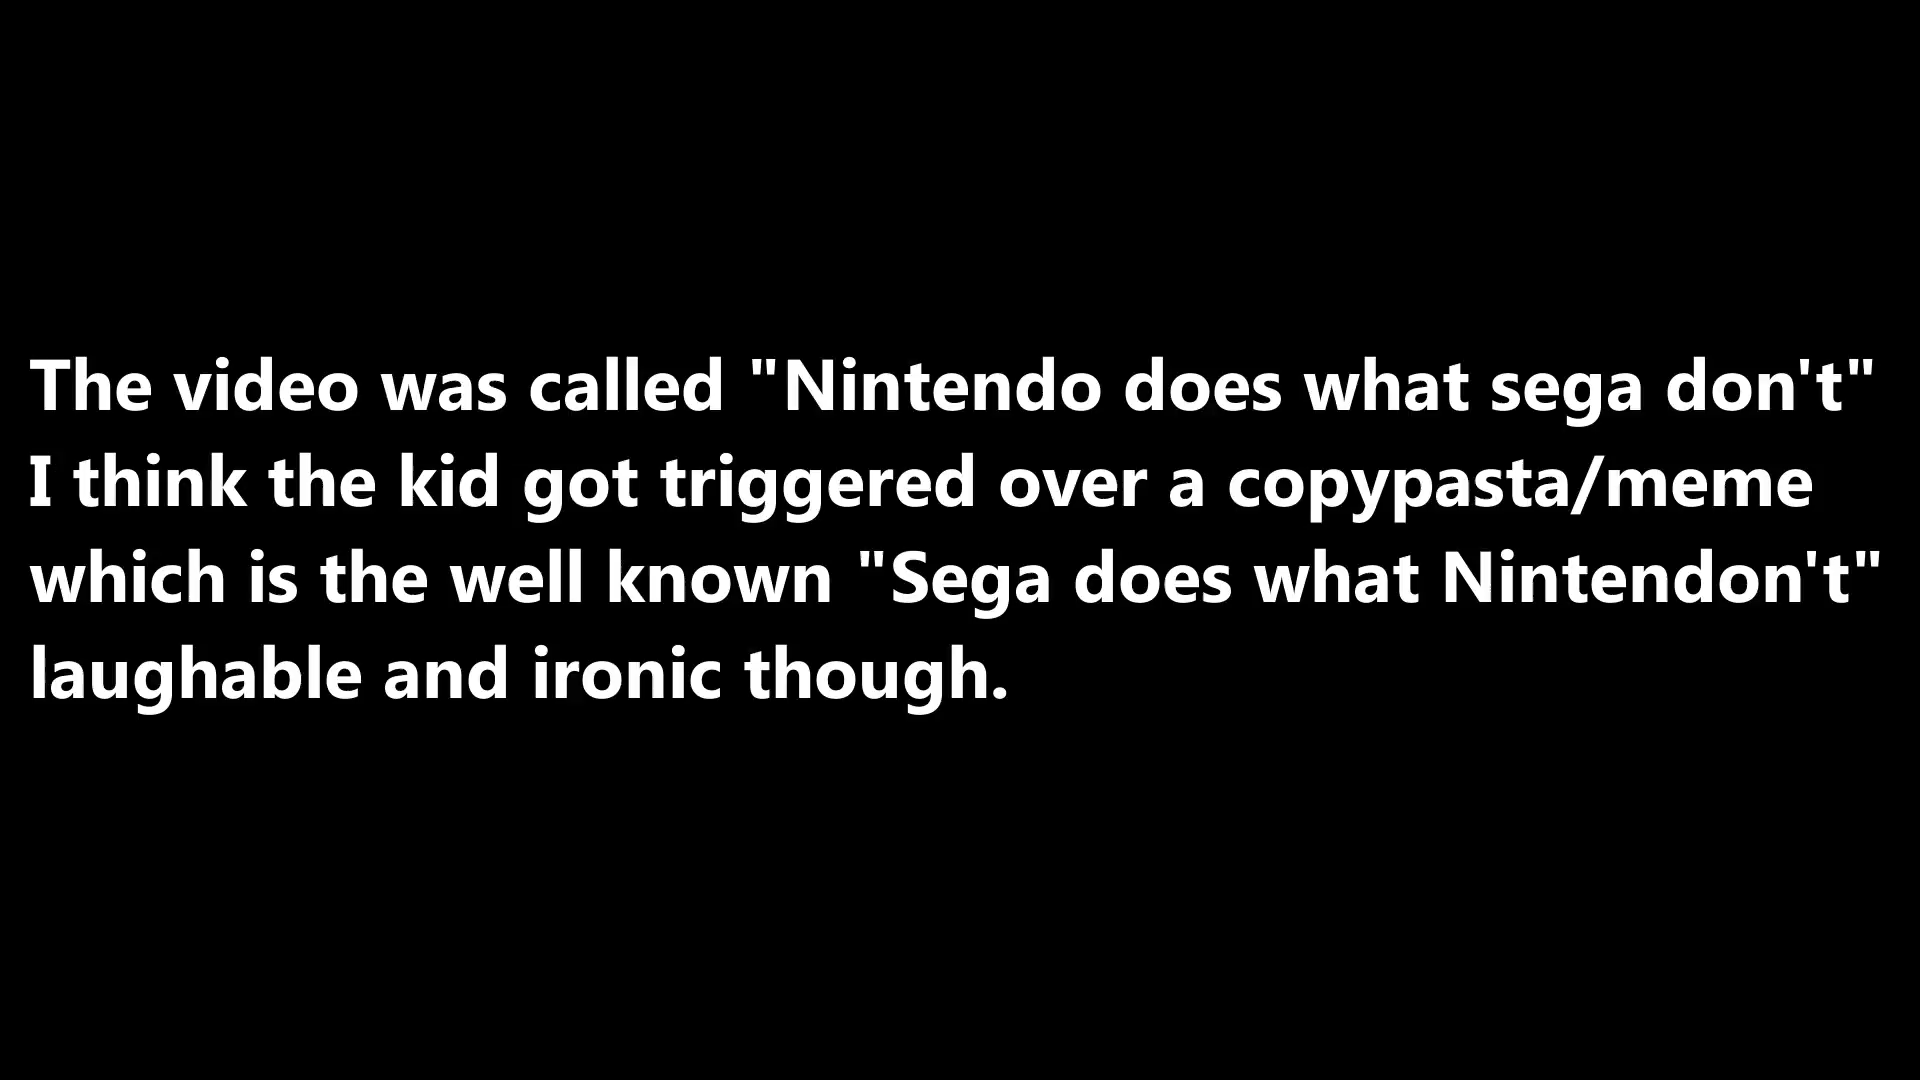 The video was called "Nintendo does what sega don't"
I think the kid got triggered over a copypasta/meme
which is the well known "Sega does what Nintendon't"
laughable and ironic though.